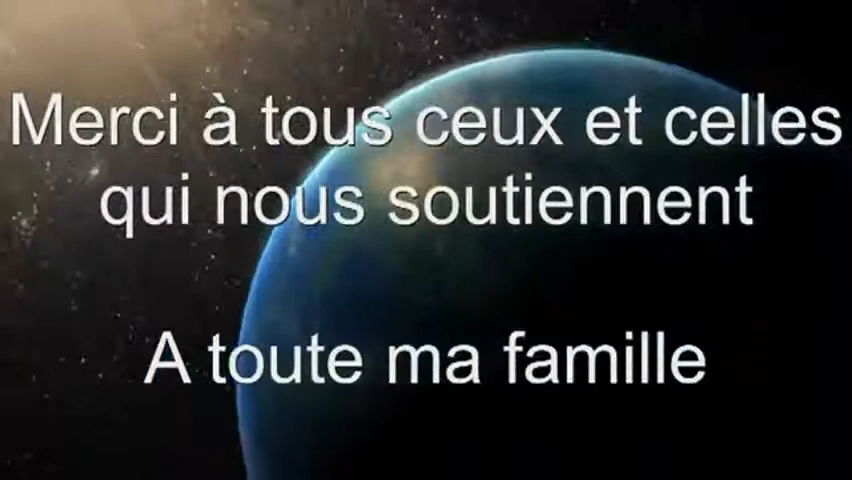 Merci à tous ceux et celles
qui nous soutiennent
A toute ma famille